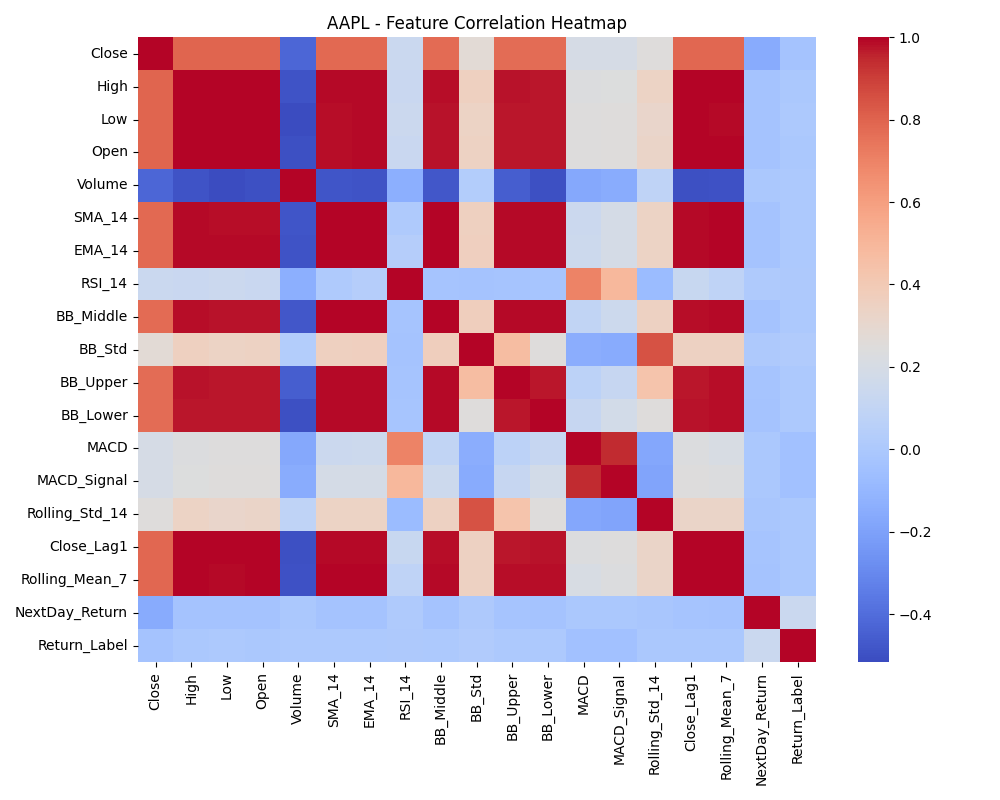 AAPL - Feature Correlation Heatmap
Close
High
Low
Open
Volume
SMA_14
EMA_14
RSI_14
BB_Middle
BB_Std
BB_Upper
BB_Lower
MACD
MACD_Signal
Rolling_Std_14
Close_Lag1
Rolling_Mean_7
NextDay_Return
Return_Label
Close
High
Low
Open
Volume
SMA_14
EMA_14
RSI_14
BB_Middle
BB_Std
BB_Upper
BB_Lower
MACD
MACD_Signal
Rolling_Std_14
Close_Lag1
Rolling_Mean_7
NextDay_Return
Return_Label
1.0
0.8
0.6
0.4
0.2
0.0
−0.2
−0.4